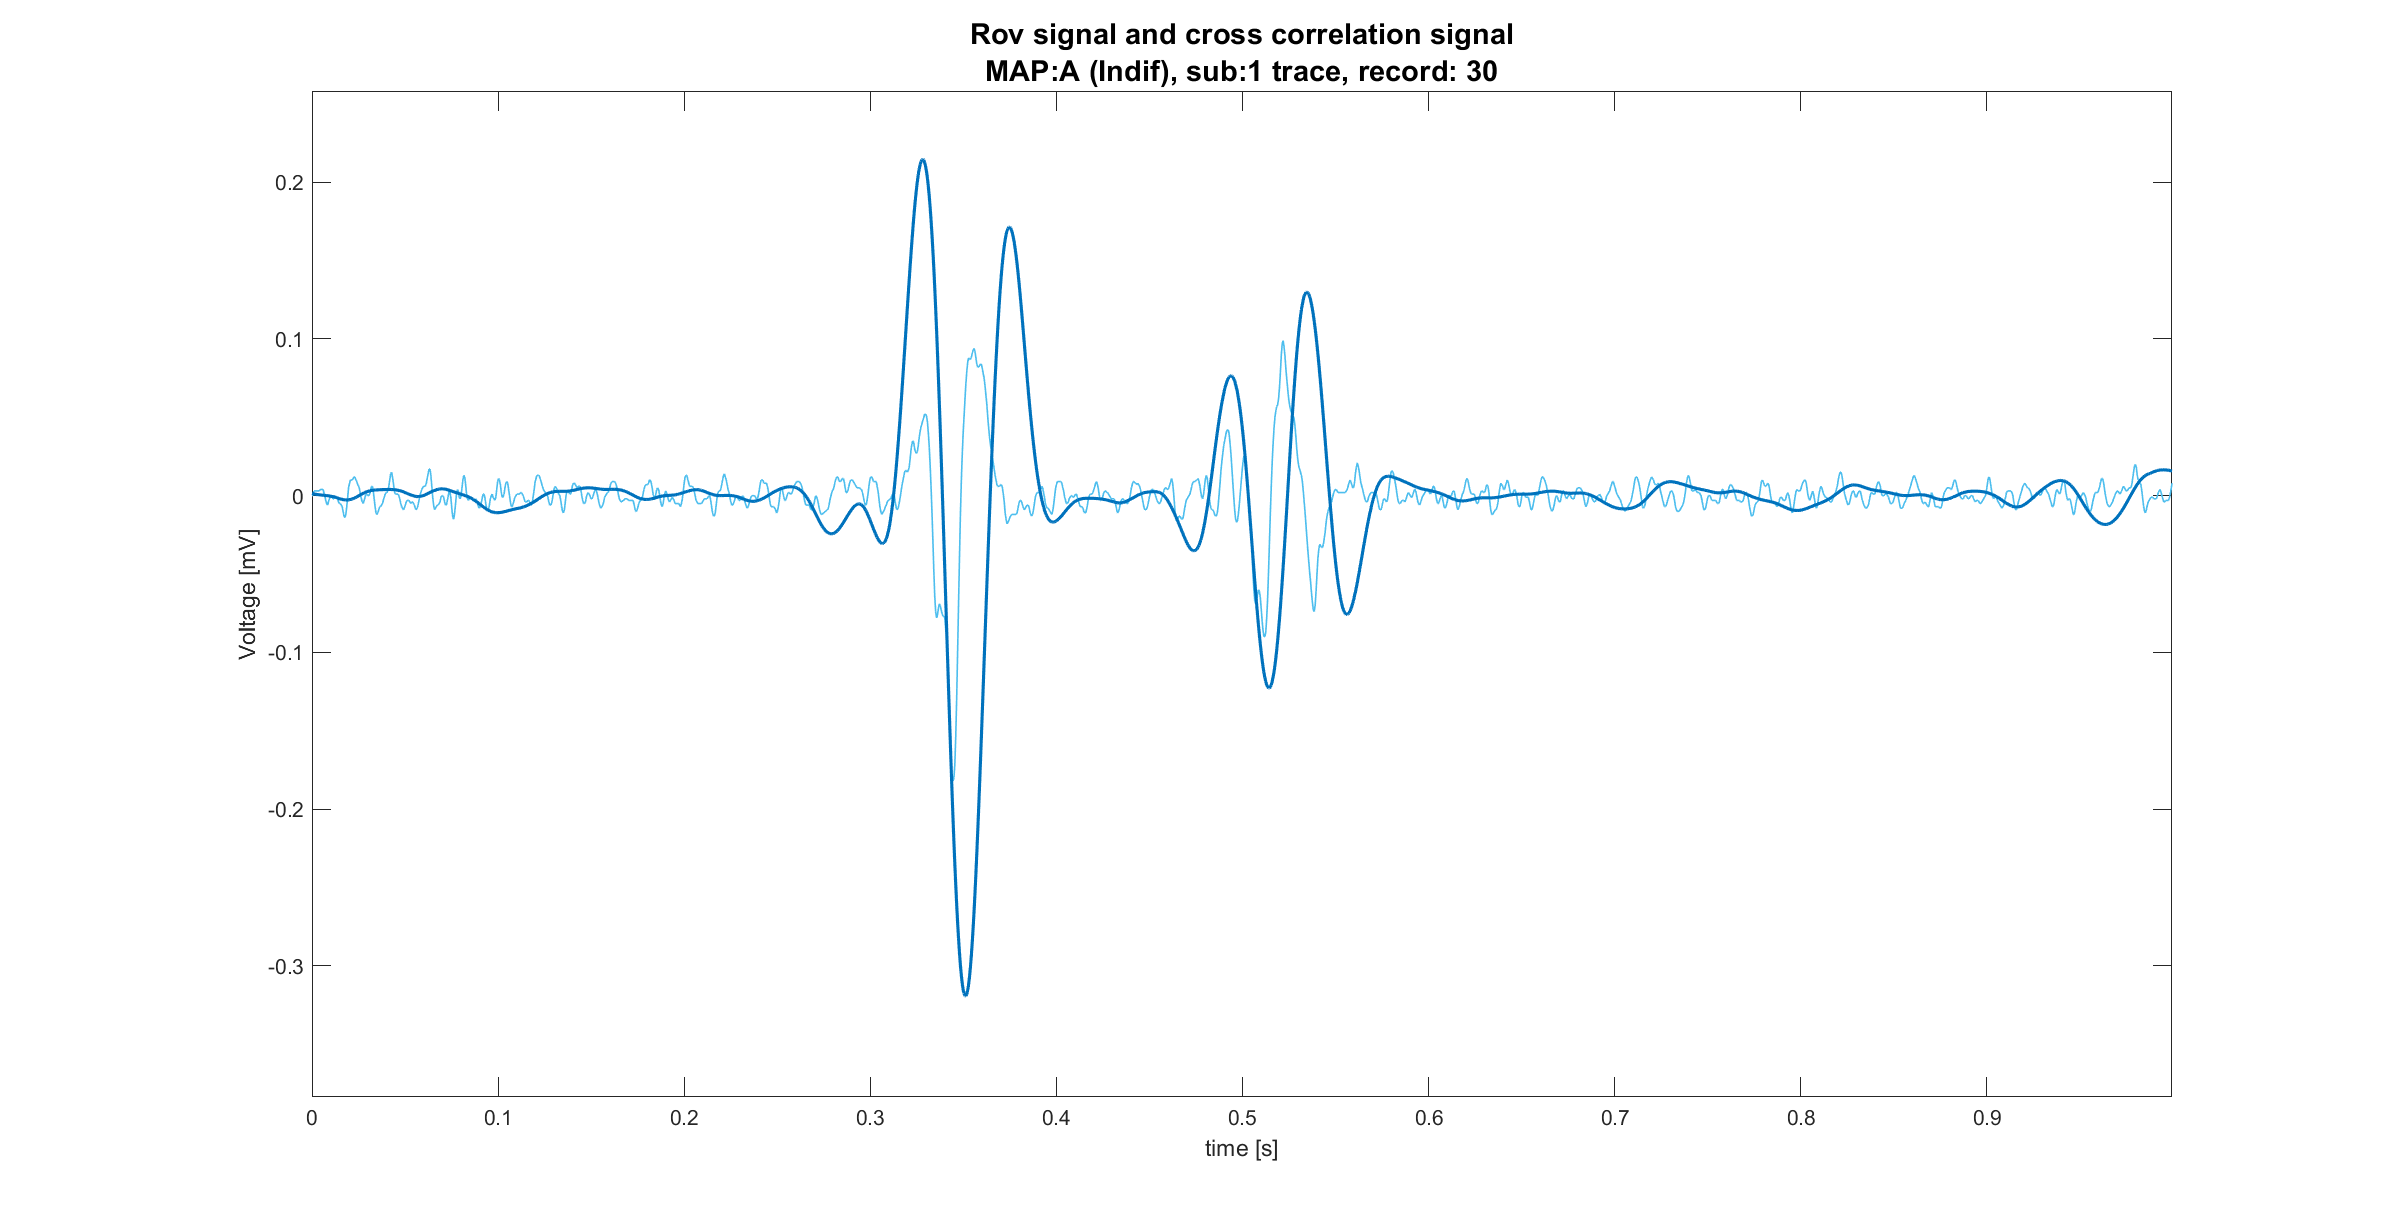 Rov signal and cross correlation signal
MAP:A (Indif), sub:1 trace, record: 30
0.2
0.1
0
-0.1
-0.2
-0.3
Voltage [mV]
0 0.1 0.2 0.3 0.4 0.5 0.6 0.7 0.8 0.9
time [s]